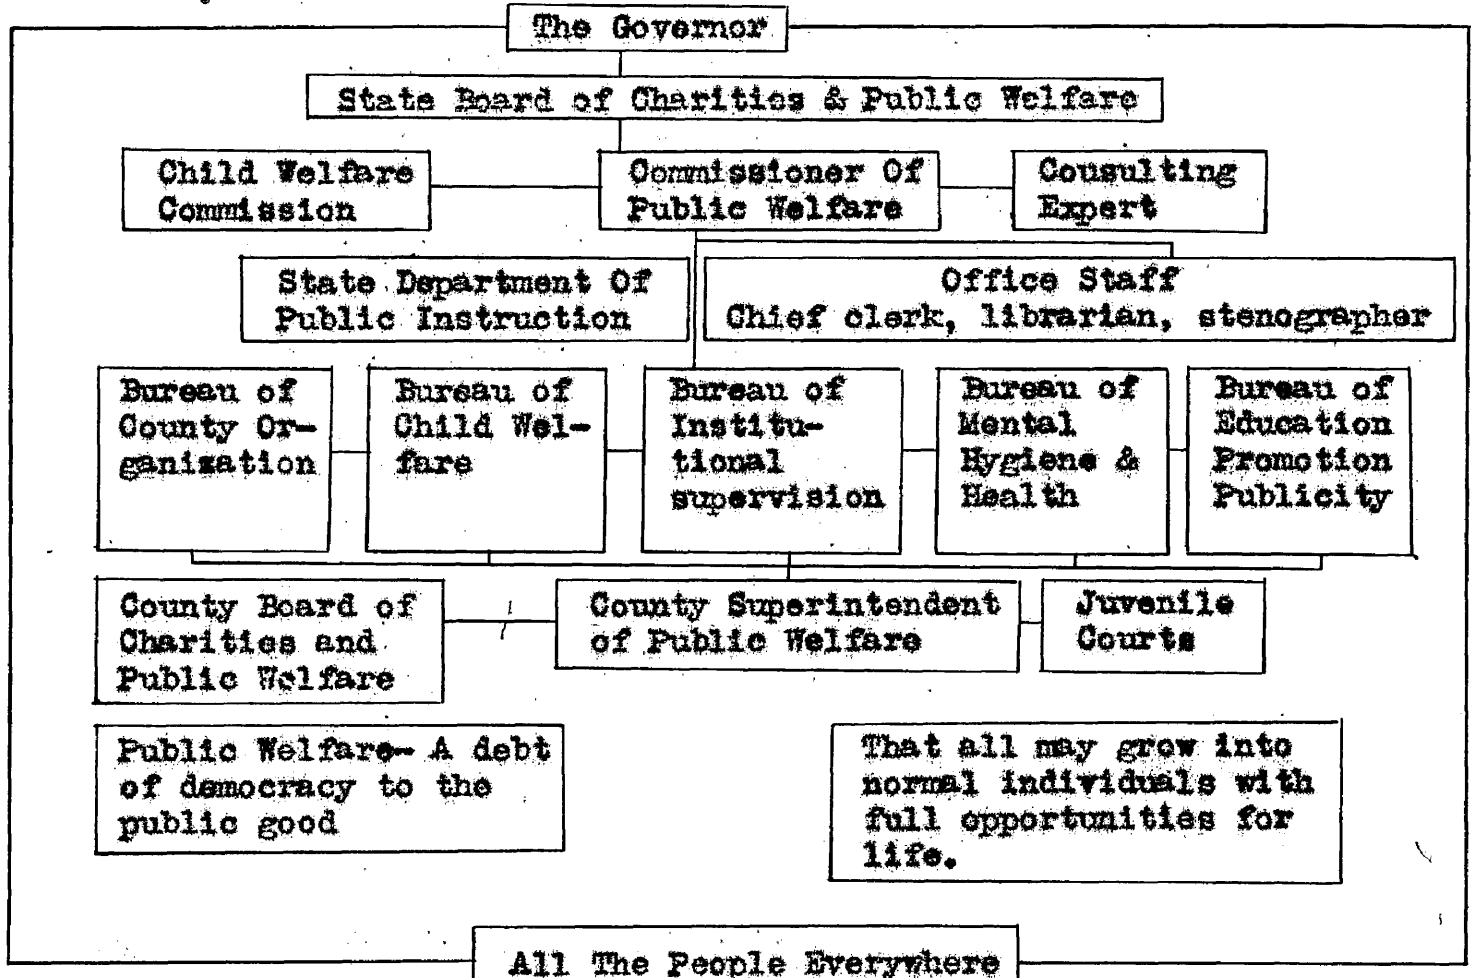 The Governor
State Board of Charities & Public Welfare
Child Welfare
Commission
Commissioner Of
Public Welfare
Cousulting
Expert
State Department Of
Public Instruction
Office Staff
Chief clerk, librarian, stenographer
Bureau of
County Or-
ganization
Bureau of
Child Wel-
fare
Bureau of
Institu-
tional
supervision
Bureau of
Mental
Hygiene &
Health
Bureau of
Education
Promotion
Publicity
County Board of
Charities and
Public Welfare
County Superintendent
of Public Welfare
Juvenile
Courts
Public Welfare- A debt
of democracy to the
public good
That all may grow into
normal individuals with
full opportunities for
life.
All The People Everywhere